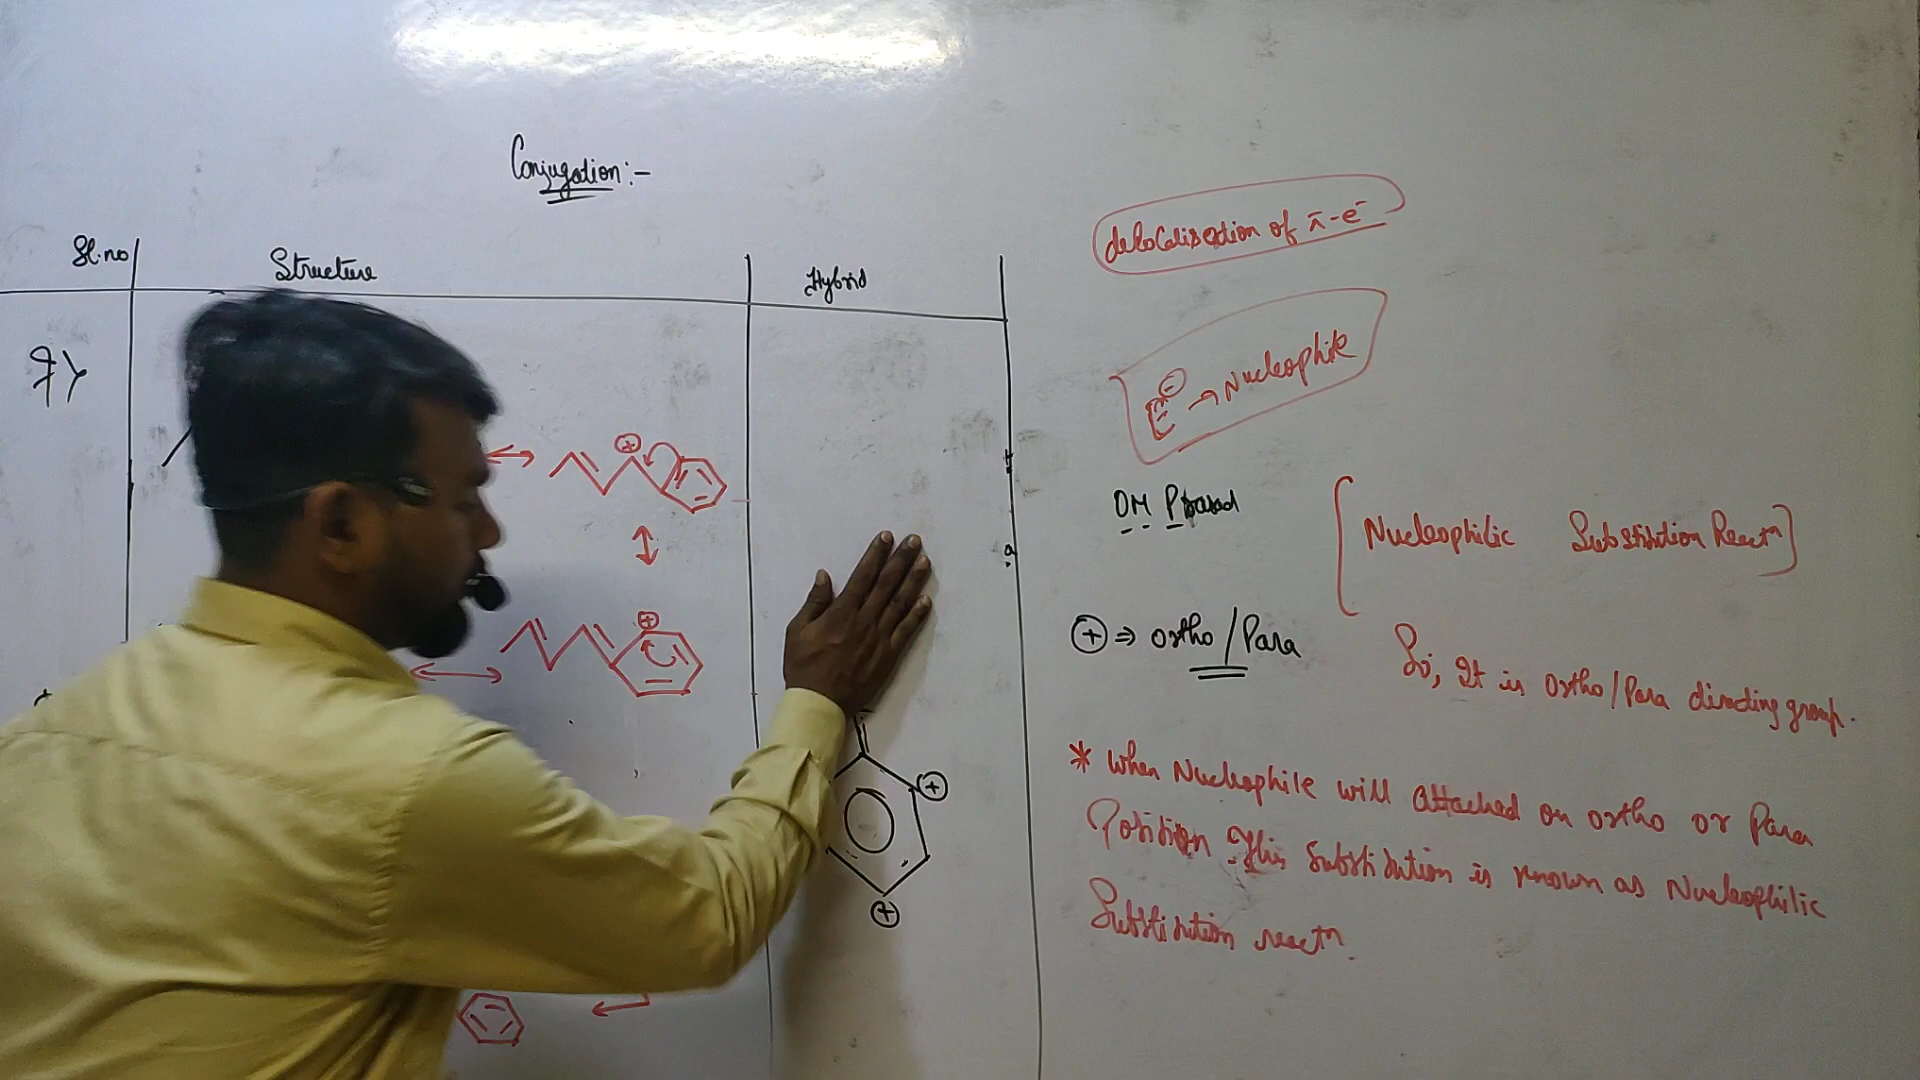 Conjugation:-
Sl.no
Structure
Hybrid
7)
delocalisation of π-e⁻
E⁻ → Nucleophile
OM
⊕ ⇒ ortho/Para
[Nucleophilic Substitution Reactⁿ]
So, It is ortho/Para directing group.
* When Nucleophile will attached on ortho or Para
Position. This Substitution is known as Nucleophilic
Substitution reactⁿ.